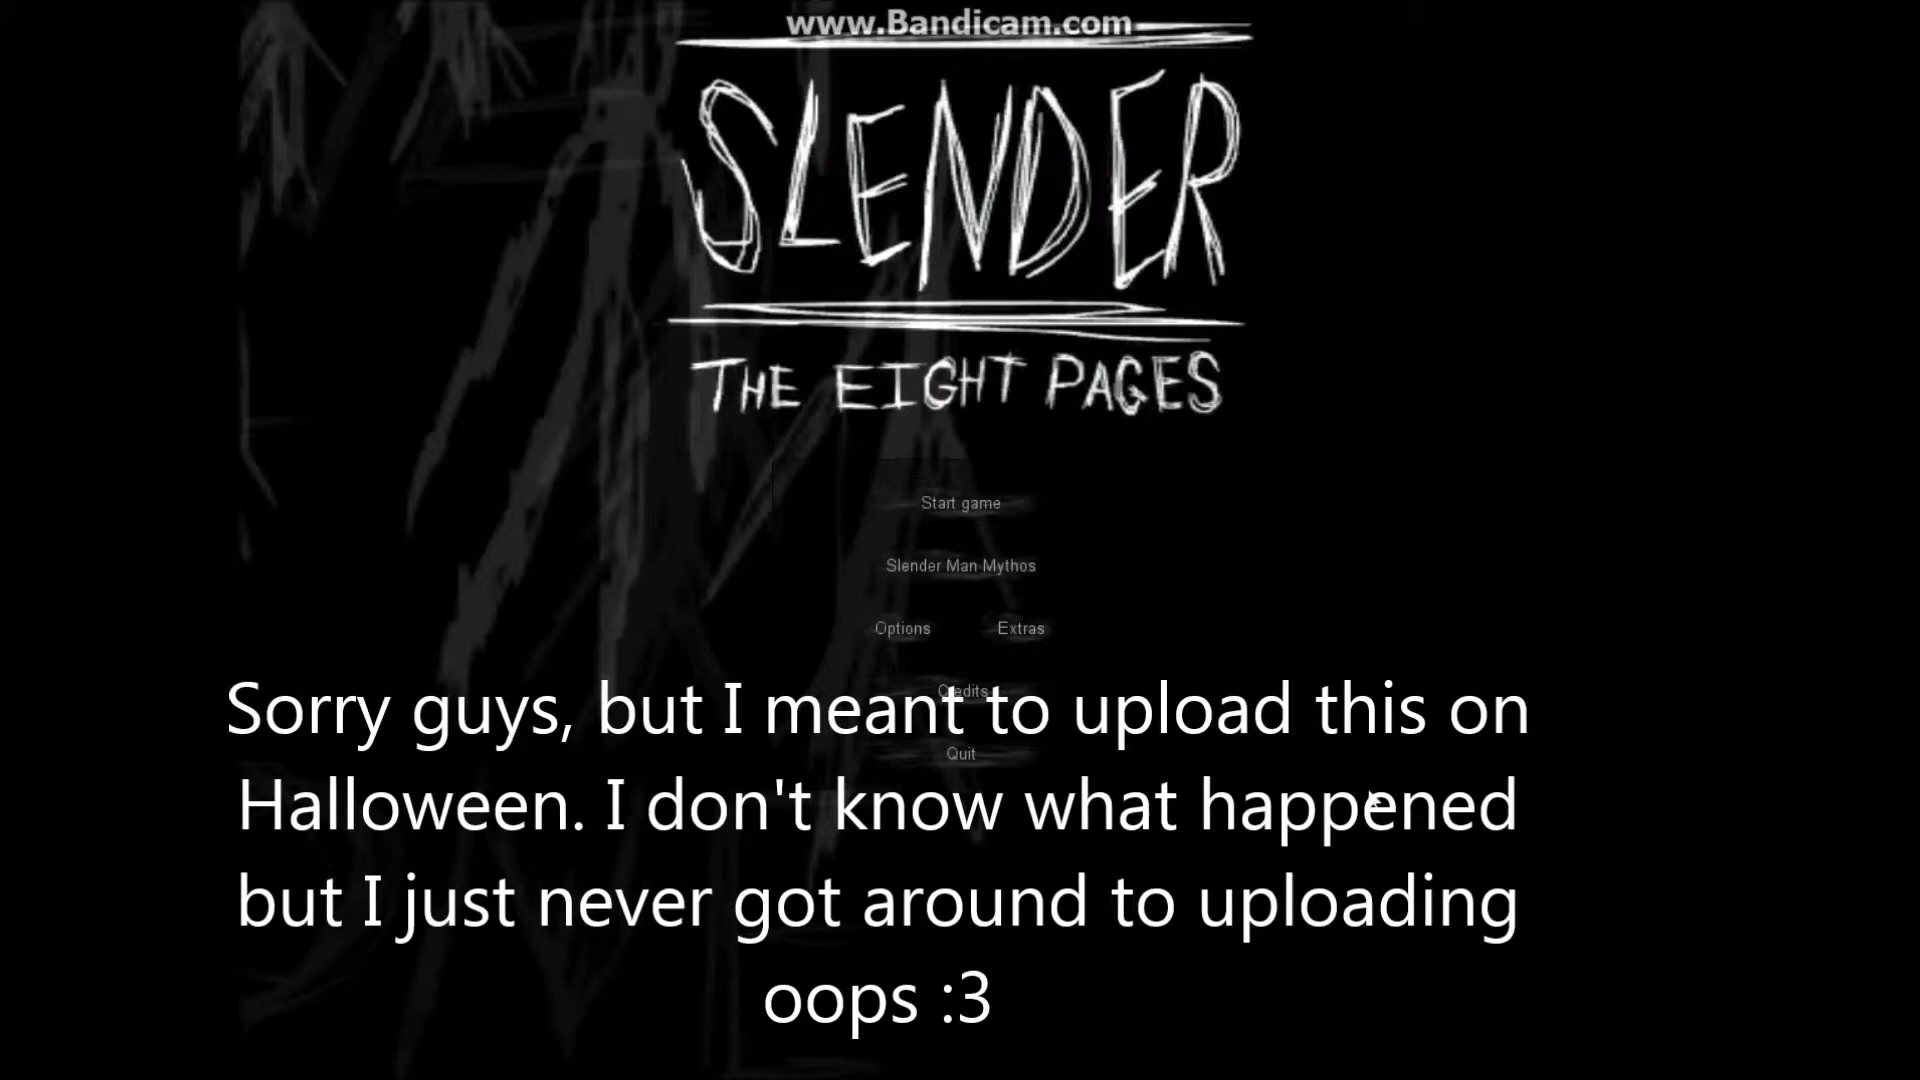 www.Bandicam.com
SLENDER
THE EIGHT PAGES
Start game
Slender Man Mythos
Options Extras
Credits
Quit
Sorry guys, but I meant to upload this on
Halloween. I don't know what happened
but I just never got around to uploading
oops :3